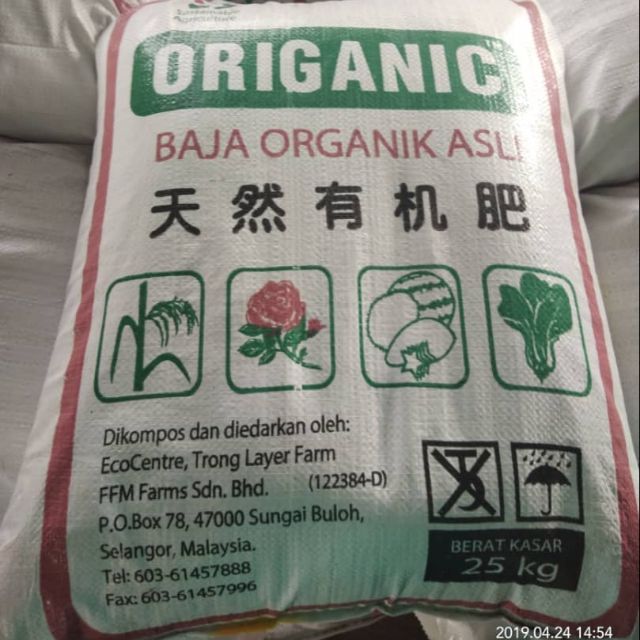 Sustainable
Agriculture
ORIGANIC
BAJA ORGANIK ASLI
天然有机肥
Dikompos dan diedarkan oleh:
EcoCentre, Trong Layer Farm
FFM Farms Sdn. Bhd. (122384-D)
P.O.Box 78, 47000 Sungai Buloh,
Selangor, Malaysia.
Tel: 603-61457888
Fax: 603-61457996
BERAT KASAR
25 kg
2019.04.24 14:54